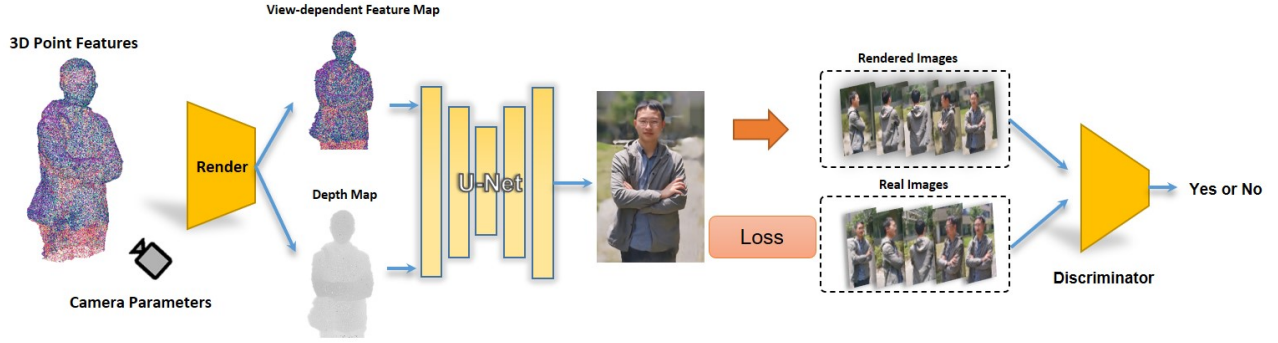 View-dependent Feature Map
3D Point Features
Render
Camera Parameters
Depth Map
U-Net
Rendered Images
Loss
Real Images
Discriminator
Yes or No